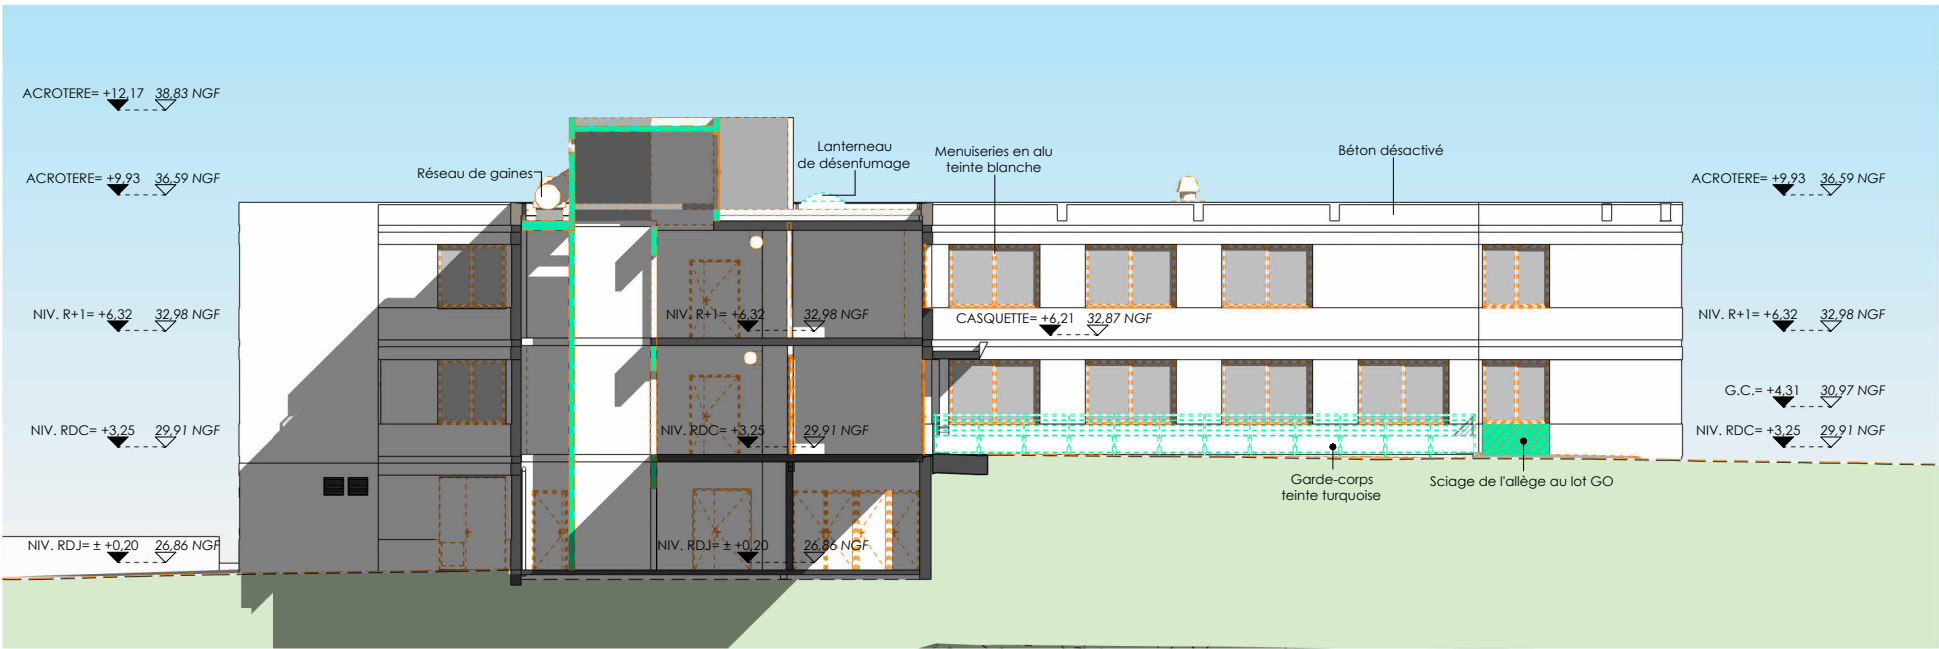 ACROTERE= +12,17 38,83 NGF
ACROTERE= +9,93 36,59 NGF
NIV. R+1= +6,32 32,98 NGF
NIV. RDC= +3,25 29,91 NGF
NIV. RDJ= ± +0,20 26,86 NGF
Réseau de gaines
Lanterneau
de désenfumage
Menuiseries en alu
teinte blanche
Béton désactivé
NIV. R+1= +6,32 32,98 NGF
CASQUETTE= +6,21 32,87 NGF
NIV. RDC= +3,25 29,91 NGF
NIV. RDJ= ± +0,20 26,86 NGF
Garde-corps
teinte turquoise
Sciage de l'allège au lot GO
ACROTERE= +9,93 36,59 NGF
NIV. R+1= +6,32 32,98 NGF
G.C.= +4,31 30,97 NGF
NIV. RDC= +3,25 29,91 NGF